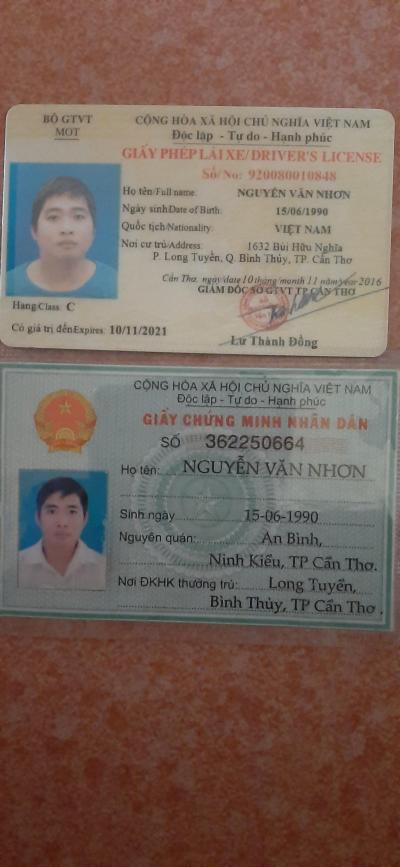 BỘ GTVT
MOT
CỘNG HÒA XÃ HỘI CHỦ NGHĨA VIỆT NAM
Độc lập - Tự do - Hạnh phúc
GIẤY PHÉP LÁI XE/DRIVER'S LICENSE
Số/No: 920080010848
Họ tên/Full name: NGUYỄN VĂN NHƠN
Ngày sinh/Date of Birth: 15/06/1990
Quốc tịch/Nationality: VIỆT NAM
Nơi cư trú/Address: 1632 Bùi Hữu Nghĩa
P. Long Tuyền, Q. Bình Thủy, TP. Cần Thơ
Cần Thơ, ngày/date 10 tháng/month 11 năm/year 2016
GIÁM ĐỐC SỞ GTVT TP CẦN THƠ
Hạng/Class: C
Có giá trị đến/Expires: 10/11/2021
Lư Thành Đồng
CỘNG HÒA XÃ HỘI CHỦ NGHĨA VIỆT NAM
Độc lập - Tự do - Hạnh phúc
GIẤY CHỨNG MINH NHÂN DÂN
SỐ 362250664
Họ tên: NGUYỄN VĂN NHƠN
Sinh ngày 15-06-1990
Nguyên quán: An Bình,
Ninh Kiều, TP Cần Thơ.
Nơi ĐKHK thường trú: Long Tuyền,
Bình Thủy, TP Cần Thơ.